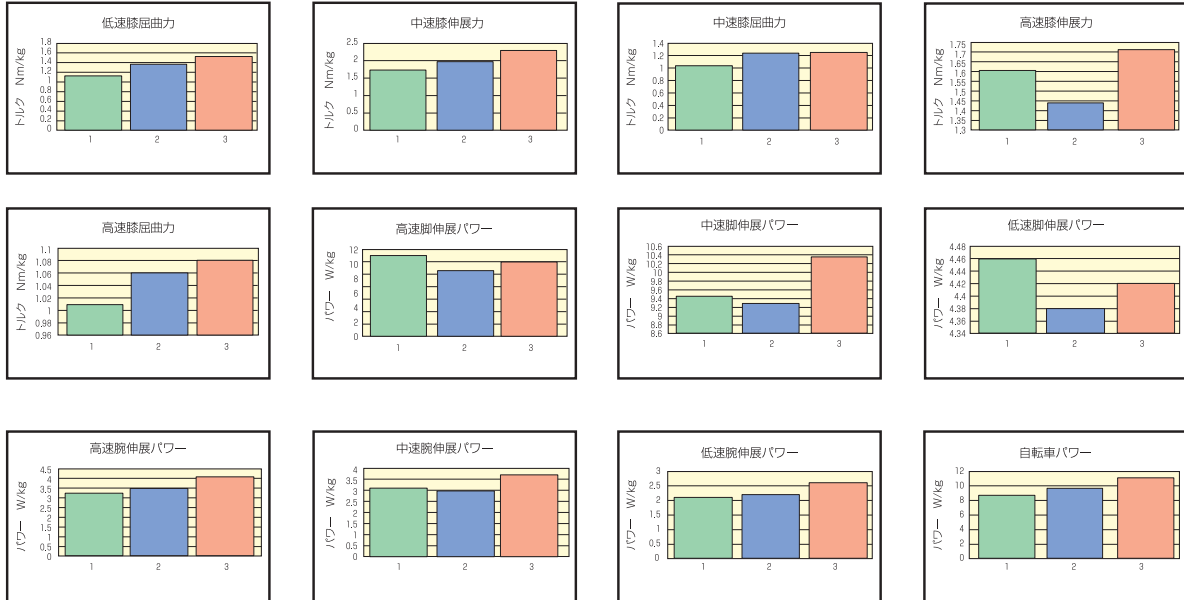 低速膝屈曲力
トルク Nm/kg
1.8
1.6
1.4
1.2
1
0.8
0.6
0.4
0.2
0
1 2 3
中速膝伸展力
トルク Nm/kg
2.5
2
1.5
1
0.5
0
1 2 3
中速膝屈曲力
トルク Nm/kg
1.4
1.2
1
0.8
0.6
0.4
0.2
0
1 2 3
高速膝伸展力
トルク Nm/kg
1.75
1.7
1.65
1.6
1.55
1.5
1.45
1.4
1.35
1.3
1 2 3
高速膝屈曲力
トルク Nm/kg
1.1
1.08
1.06
1.04
1.02
1
0.98
0.96
1 2 3
高速脚伸展パワー
パワー W/kg
12
10
8
6
4
2
0
1 2 3
中速脚伸展パワー
パワー W/kg
10.6
10.4
10.2
10
9.8
9.6
9.4
9.2
9
8.8
8.6
1 2 3
低速脚伸展パワー
パワー W/kg
4.48
4.46
4.44
4.42
4.4
4.38
4.36
4.34
1 2 3
高速腕伸展パワー
パワー W/kg
4.5
4
3.5
3
2.5
2
1.5
1
0.5
0
1 2 3
中速腕伸展パワー
パワー W/kg
4
3.5
3
2.5
2
1.5
1
0.5
0
1 2 3
低速腕伸展パワー
パワー W/kg
3
2.5
2
1.5
1
0.5
0
1 2 3
自転車パワー
パワー W/kg
12
10
8
6
4
2
0
1 2 3